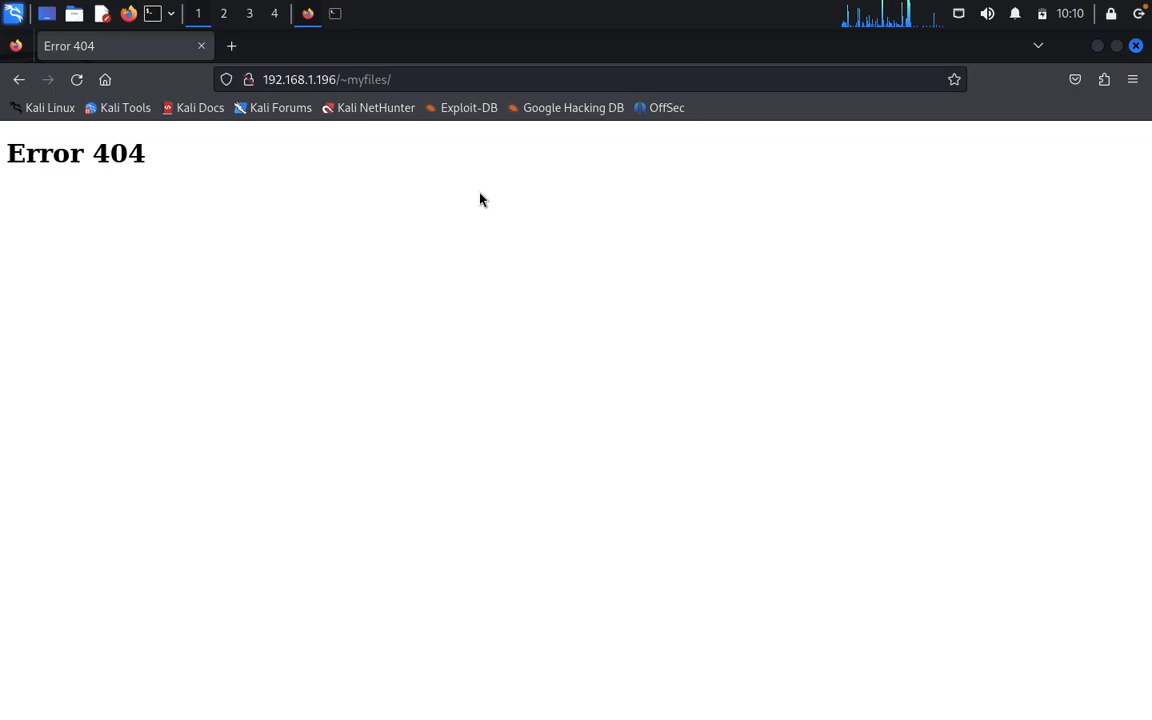 1 2 3 4 10:10
Error 404
192.168.1.196/~myfiles/
Kali Linux Kali Tools Kali Docs Kali Forums Kali NetHunter Exploit-DB Google Hacking DB OffSec
Error 404